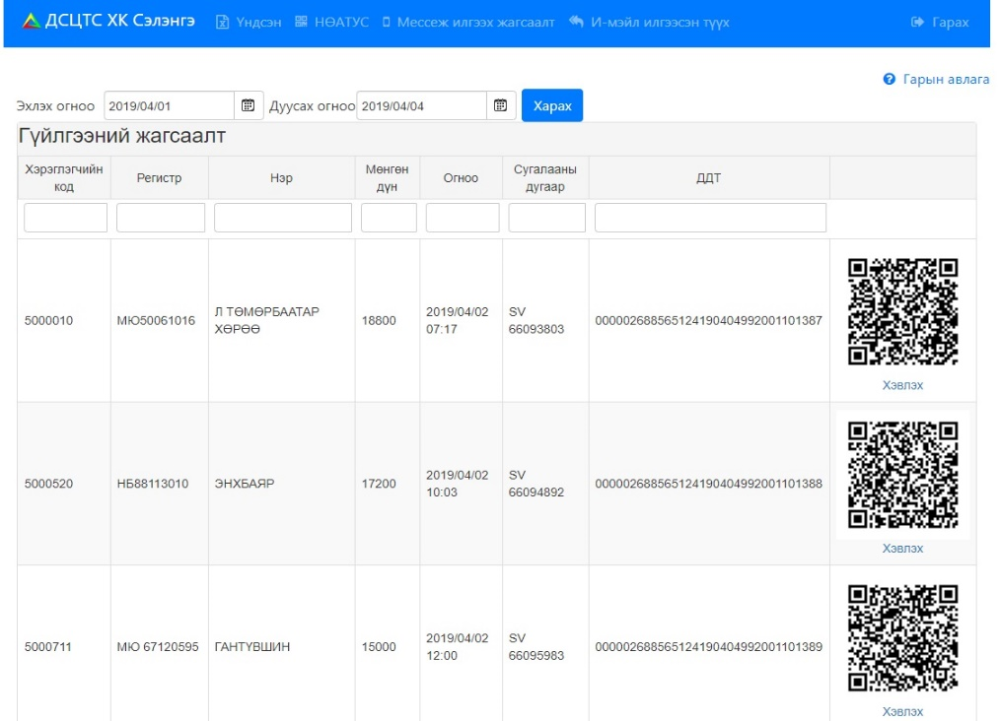 ДСЦТС ХК Сэлэнгэ Үндсэн НӨАТУС Мессеж илгээх жагсаалт И-мэйл илгээсэн түүх Гарах
Гарын авлага
Эхлэх огноо 2019/04/01 Дуусах огноо 2019/04/04 Харах
Гүйлгээний жагсаалт
Хэрэглэгчийн код Регистр Нэр Мөнгөн дүн Огноо Сугалааны дугаар ДДТ
5000010 МЮ50061016 Л ТӨМӨРБААТАР ХӨРӨӨ 18800 2019/04/02 07:17 SV 66093803 000002688565124190404992001101387
Хэвлэх
5000520 НБ88113010 ЭНХБАЯР 17200 2019/04/02 10:03 SV 66094892 000002688565124190404992001101388
Хэвлэх
5000711 МЮ 67120595 ГАНТҮВШИН 15000 2019/04/02 12:00 SV 66095983 000002688565124190404992001101389
Хэвлэх